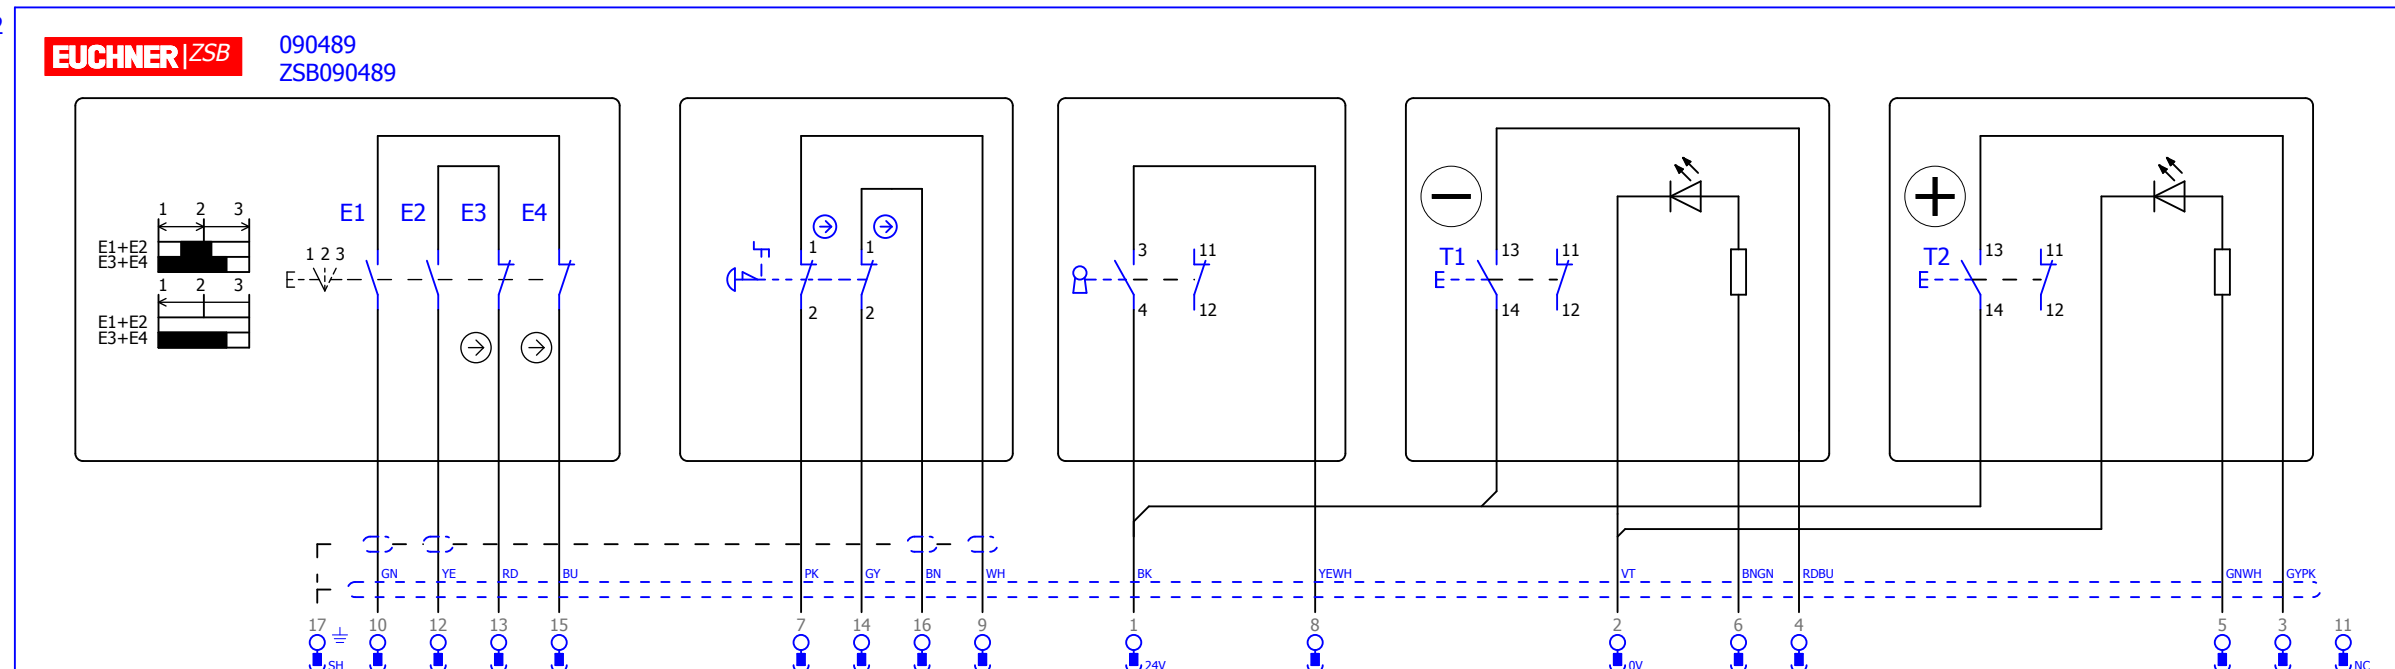 2
EUCHNER ZSB
090489
ZSB090489
1 2 3
E1+E2
E3+E4
1 2 3
E1+E2
E3+E4
1 2 3
E1 E2 E3 E4
1 1
2 2
3 11
4 12
T1
13 11
14 12
T2
13 11
14 12
GN YE RD BU PK GY BN WH BK YEWH VT BNGN RDBU GNWH GYPK
17 10 12 13 15 7 14 16 9 1 8 2 6 4 5 3 11
SH 24V 0V NC